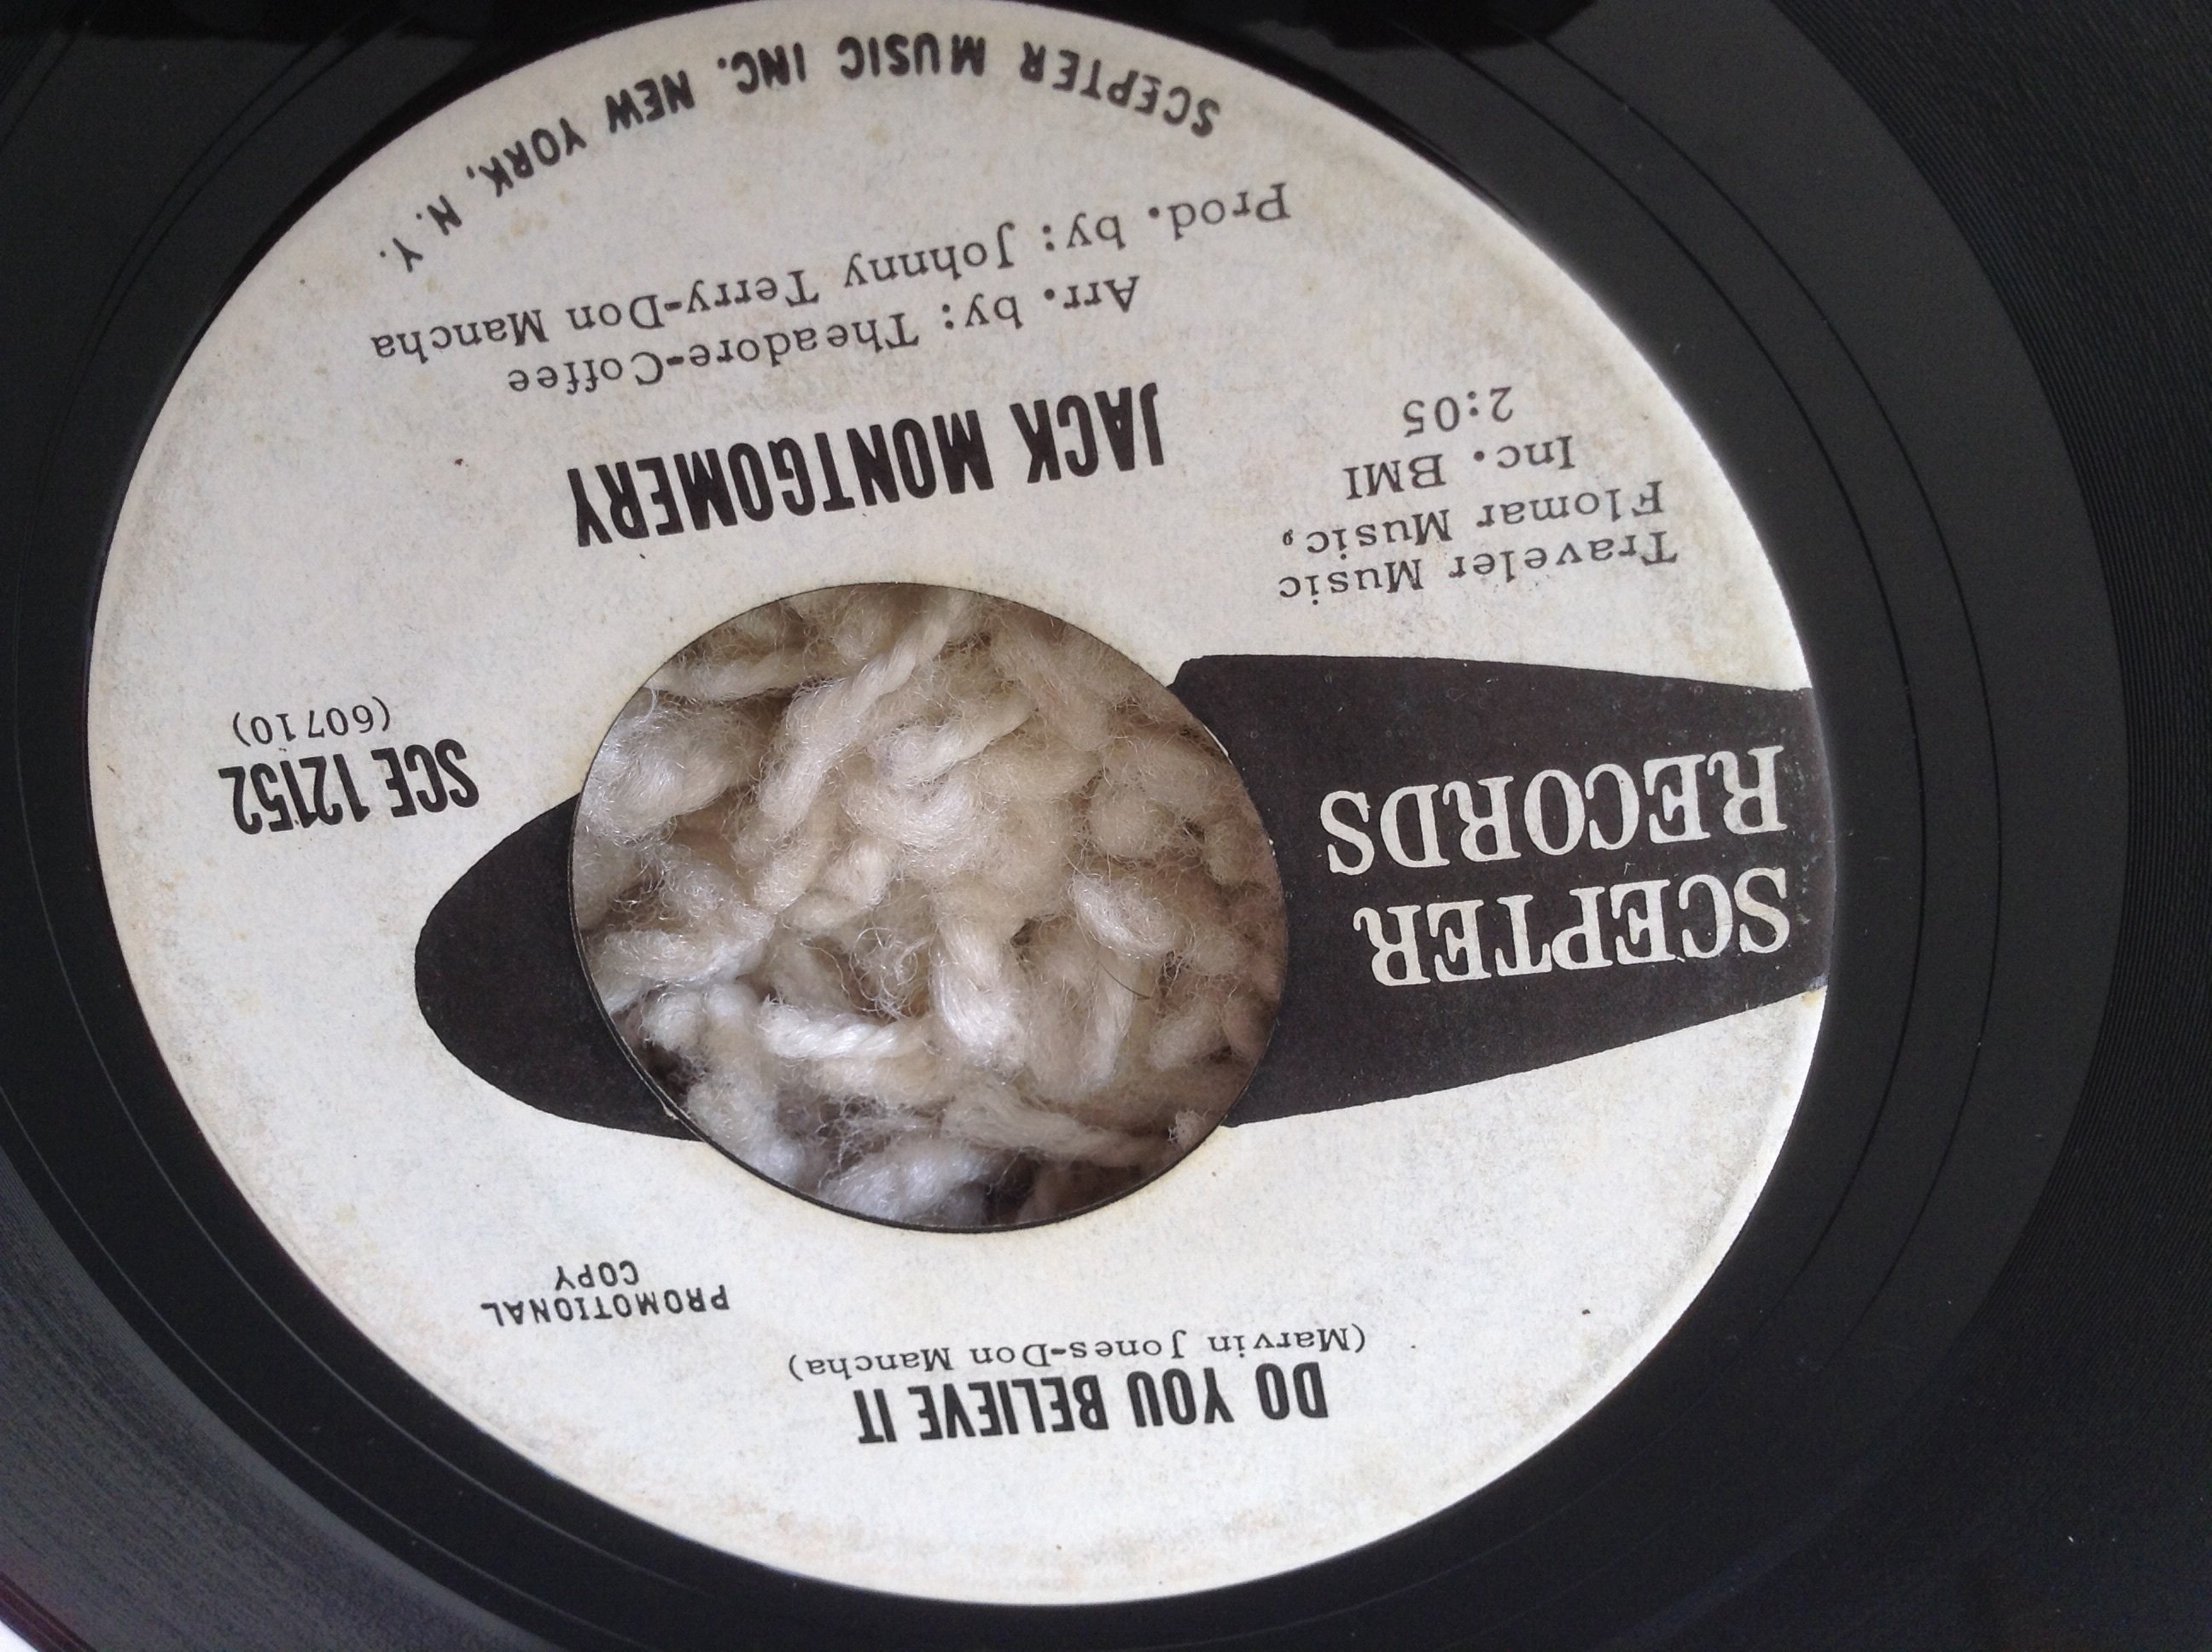 DO YOU BELIEVE IT
(Marvin Jones-Don Mancha)
PROMOTIONAL
COPY
SCEPTER
RECORDS
SCE 12152
(60710)
Traveler Music
Flomar Music,
Inc. BMI
2:05
JACK MONTGOMERY
Arr. by: Theadore-Coffee
Prod. by: Johnny Terry-Don Mancha
SCEPTER MUSIC INC. NEW YORK, N. Y.